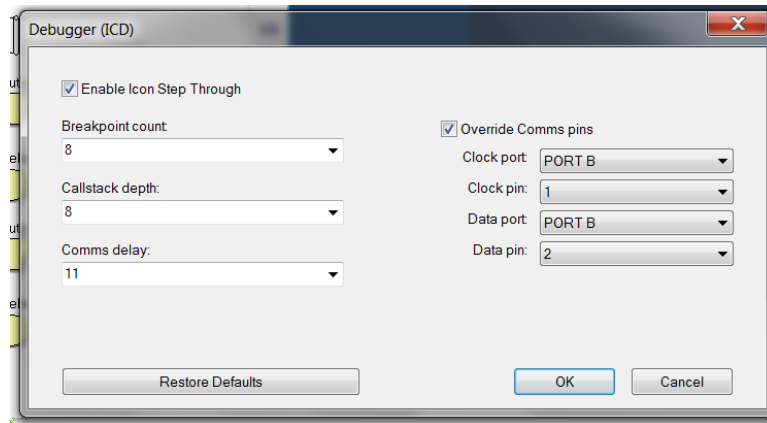 Debugger (ICD)
Enable Icon Step Through
Breakpoint count:
8
Callstack depth:
8
Comms delay:
11
Override Comms pins
Clock port: PORT B
Clock pin: 1
Data port: PORT B
Data pin: 2
Restore Defaults
OK
Cancel